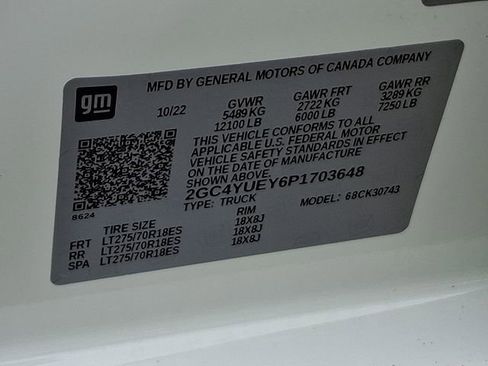 gm
MFD BY GENERAL MOTORS OF CANADA COMPANY
10/22 GVWR GAWR FRT GAWR RR
5489 KG 2722 KG 3289 KG
12100 LB 6000 LB 7250 LB
THIS VEHICLE CONFORMS TO ALL
APPLICABLE U.S. FEDERAL MOTOR
VEHICLE SAFETY STANDARDS IN EFFECT
ON THE DATE OF MANUFACTURE
SHOWN ABOVE.
2GC4YUEY6P1703648
TYPE: TRUCK MODEL: 68CK30743
8624
TIRE SIZE RIM
FRT LT275/70R18ES 18X8J
RR LT275/70R18ES 18X8J
SPA LT275/70R18ES 18X8J